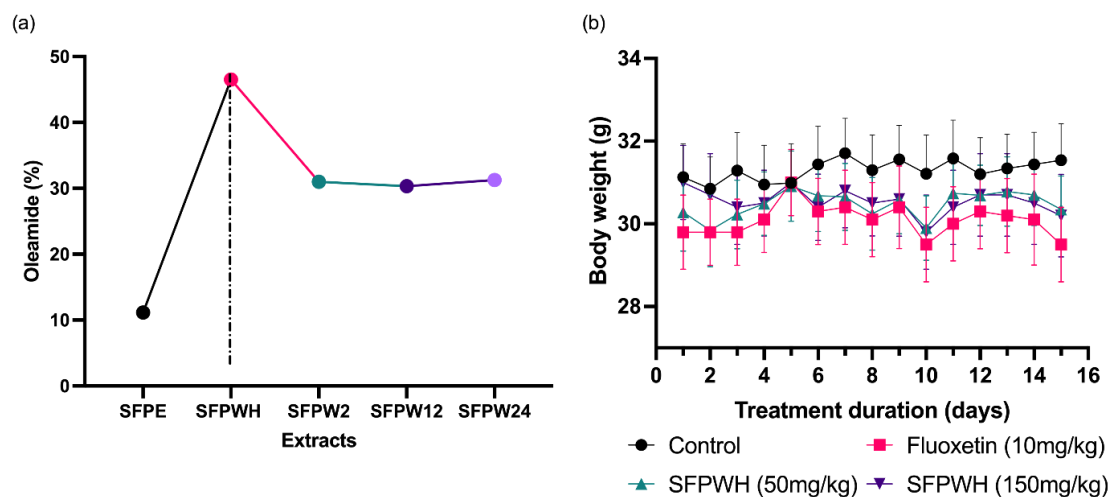 (a)
50
40
30
20
10
0
Oleamide (%)
SFPE SFPWH SFPW2 SFPW12 SFPW24
Extracts
(b)
34
32
30
28
Body weight (g)
0 2 4 6 8 10 12 14 16
Treatment duration (days)
Control Fluoxetin (10mg/kg)
SFPWH (50mg/kg) SFPWH (150mg/kg)